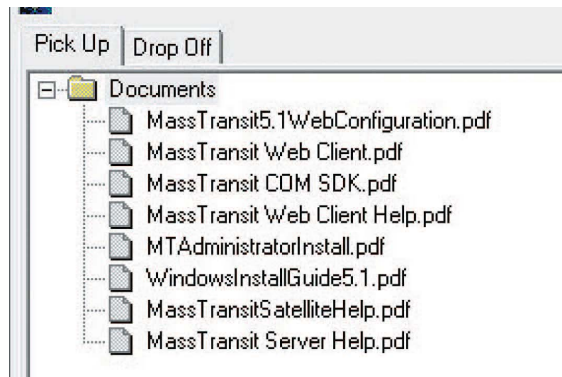 Pick Up Drop Off
Documents
MassTransit5.1WebConfiguration.pdf
MassTransit Web Client.pdf
MassTransit COM SDK.pdf
MassTransit Web Client Help.pdf
MTAdministratorInstall.pdf
WindowsInstallGuide5.1.pdf
MassTransitSatelliteHelp.pdf
MassTransit Server Help.pdf